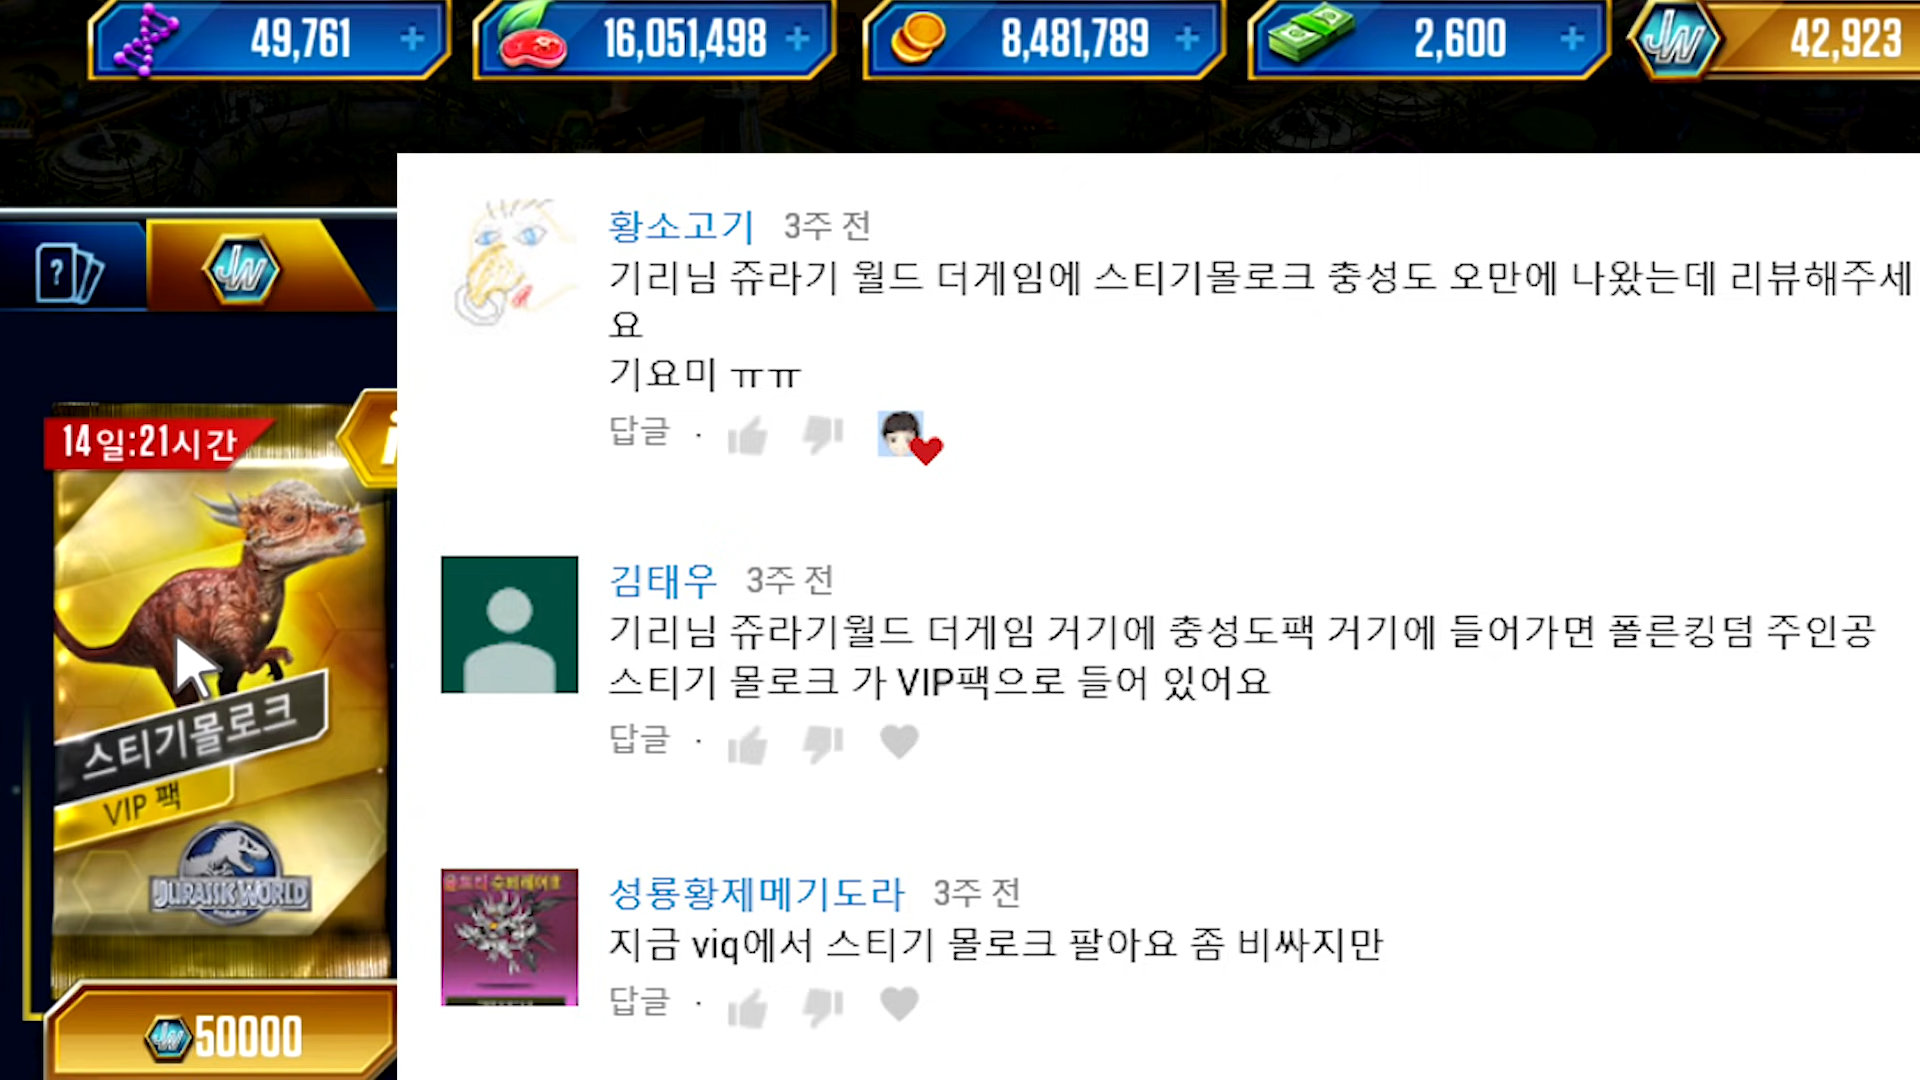 49,761
16,051,498
8,481,789
2,600
JW
42,923
?
JW
14일:21시간
스티기몰로크
VIP 팩
JURASSIC WORLD
JW 50000
황소고기 3주 전
기리님 쥬라기 월드 더게임에 스티기몰로크 충성도 오만에 나왔는데 리뷰해주세
요
기요미 ㅠㅠ
답글 ·
김태우 3주 전
기리님 쥬라기월드 더게임 거기에 충성도팩 거기에 들어가면 폴른킹덤 주인공
스티기 몰로크 가 VIP팩으로 들어 있어요
답글 ·
성룡황제메기도라 3주 전
지금 viq에서 스티기 몰로크 팔아요 좀 비싸지만
답글 ·